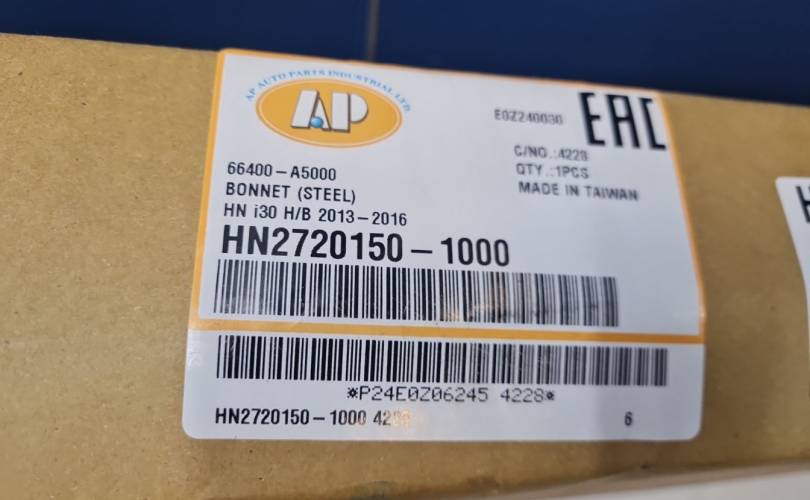 AP AUTO PARTS INDUSTRIAL LTD.
AP
EAC
E0Z240030
C/NO.:4228
QTY.:1PCS
MADE IN TAIWAN
66400-A5000
BONNET (STEEL)
HN i30 H/B 2013-2016
HN2720150-1000
*P24E0Z06245 4228*
HN2720150-1000
6